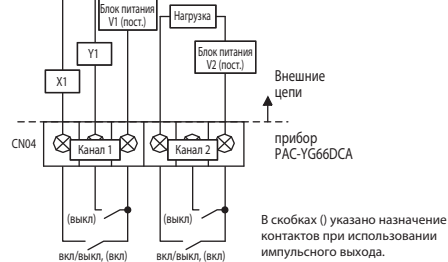 Блок питания
V1 (пост.)
Нагрузка
Y1
Блок питания
V2 (пост.)
X1
Внешние
цепи
CN04
Канал 1
Канал 2
прибор
PAC-YG66DCA
(выкл)
(выкл)
В скобках () указано назначение
контактов при использовании
импульсного выхода.
вкл/выкл, (вкл)
вкл/выкл, (вкл)